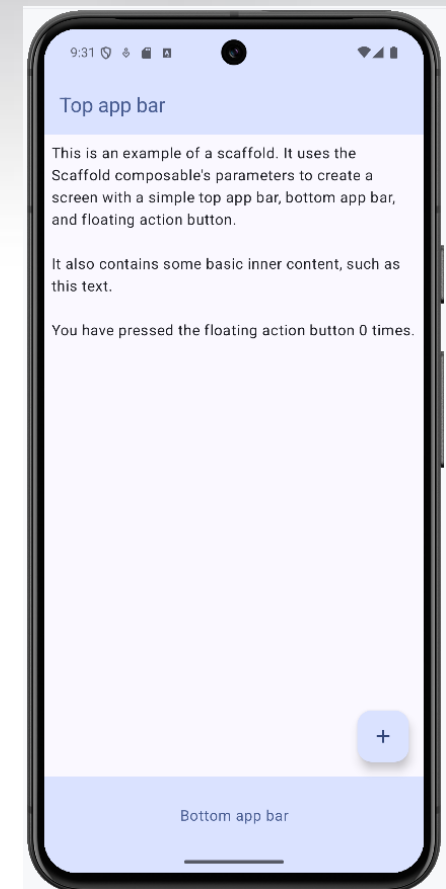 9:31
Top app bar
This is an example of a scaffold. It uses the
Scaffold composable's parameters to create a
screen with a simple top app bar, bottom app bar,
and floating action button.
It also contains some basic inner content, such as
this text.
You have pressed the floating action button 0 times.
+
Bottom app bar